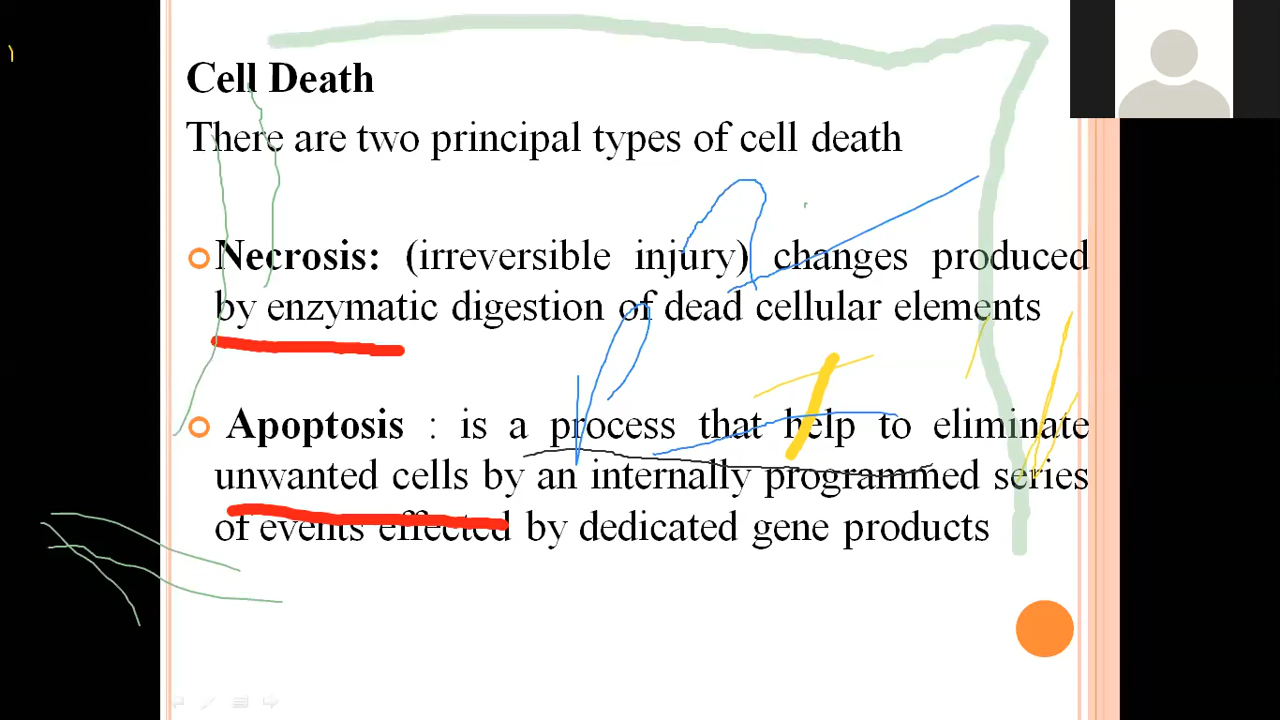 Cell Death
There are two principal types of cell death
Necrosis: (irreversible injury) changes produced
by enzymatic digestion of dead cellular elements
Apoptosis : is a process that help to eliminate
unwanted cells by an internally programmed series
of events effected by dedicated gene products